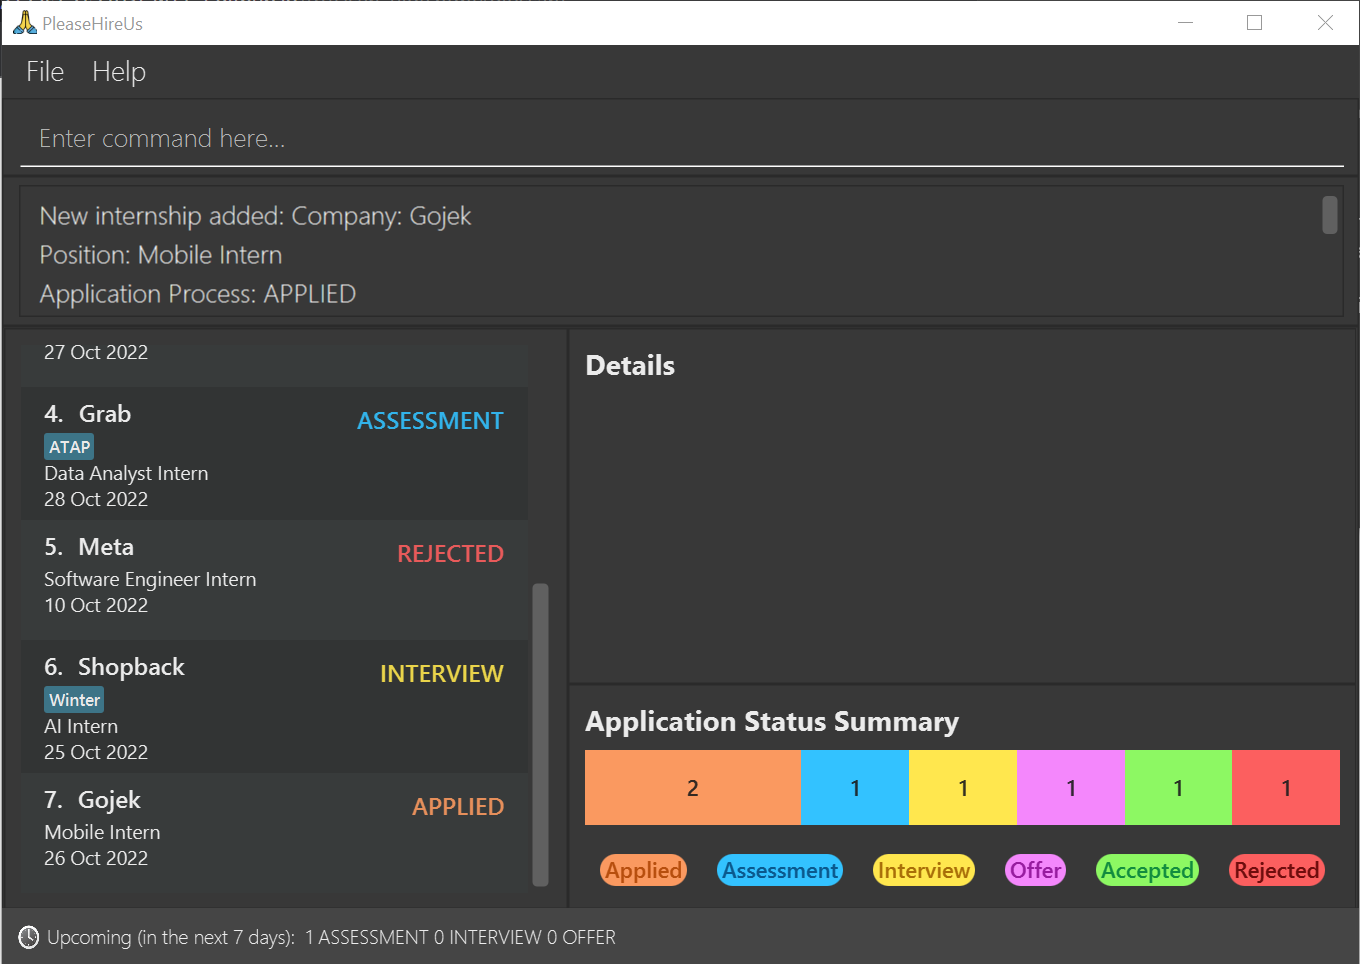 PleaseHireUs
File Help
Enter command here...
New internship added: Company: Gojek
Position: Mobile Intern
Application Process: APPLIED
27 Oct 2022
4. Grab
ASSESSMENT
ATAP
Data Analyst Intern
28 Oct 2022
5. Meta
REJECTED
Software Engineer Intern
10 Oct 2022
6. Shopback
INTERVIEW
Winter
AI Intern
25 Oct 2022
7. Gojek
APPLIED
Mobile Intern
26 Oct 2022
Details
Application Status Summary
2 1 1 1 1 1
Applied Assessment Interview Offer Accepted Rejected
Upcoming (in the next 7 days): 1 ASSESSMENT 0 INTERVIEW 0 OFFER